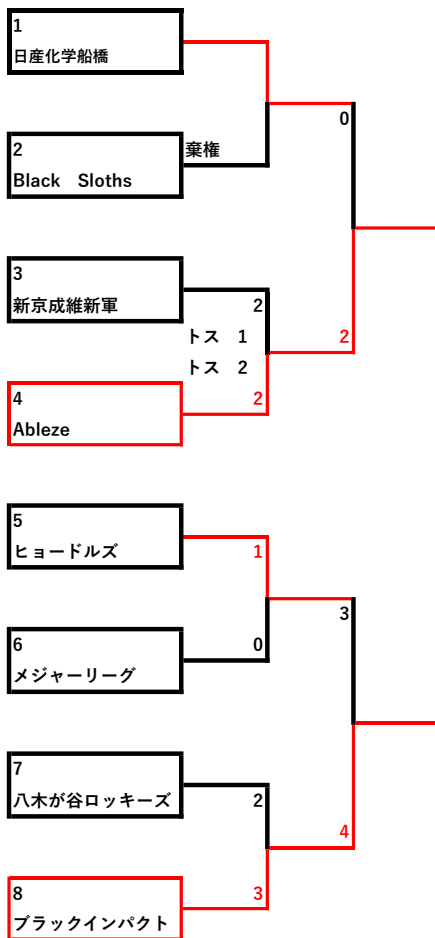 1
日産化学船橋
0
2
棄権
Black　Sloths
3
新京成維新軍
2
トス　1
2
トス　2
4
2
Ableze
5
ヒョードルズ
1
3
6
0
メジャーリーグ
7
八木が谷ロッキーズ
2
4
8
3
ブラックインパクト